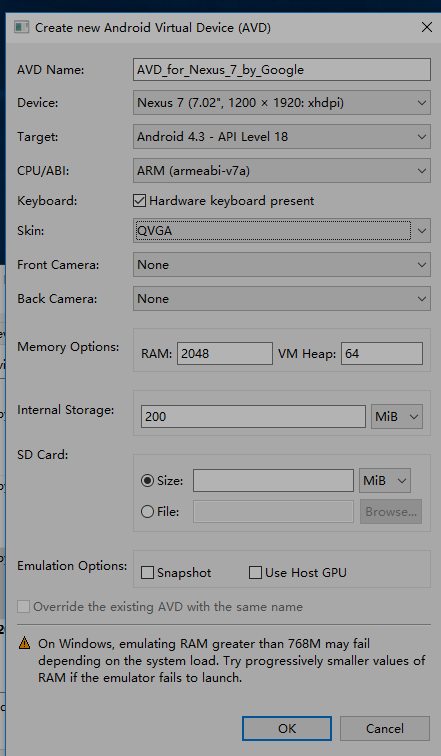 Create new Android Virtual Device (AVD)
AVD Name: AVD_for_Nexus_7_by_Google
Device: Nexus 7 (7.02", 1200 × 1920: xhdpi)
Target: Android 4.3 - API Level 18
CPU/ABI: ARM (armeabi-v7a)
Keyboard: Hardware keyboard present
Skin: QVGA
Front Camera: None
Back Camera: None
Memory Options: RAM: 2048 VM Heap: 64
Internal Storage: 200 MiB
SD Card:
Size: MiB
File: Browse...
Emulation Options: Snapshot Use Host GPU
Override the existing AVD with the same name
On Windows, emulating RAM greater than 768M may fail
depending on the system load. Try progressively smaller values of
RAM if the emulator fails to launch.
OK Cancel